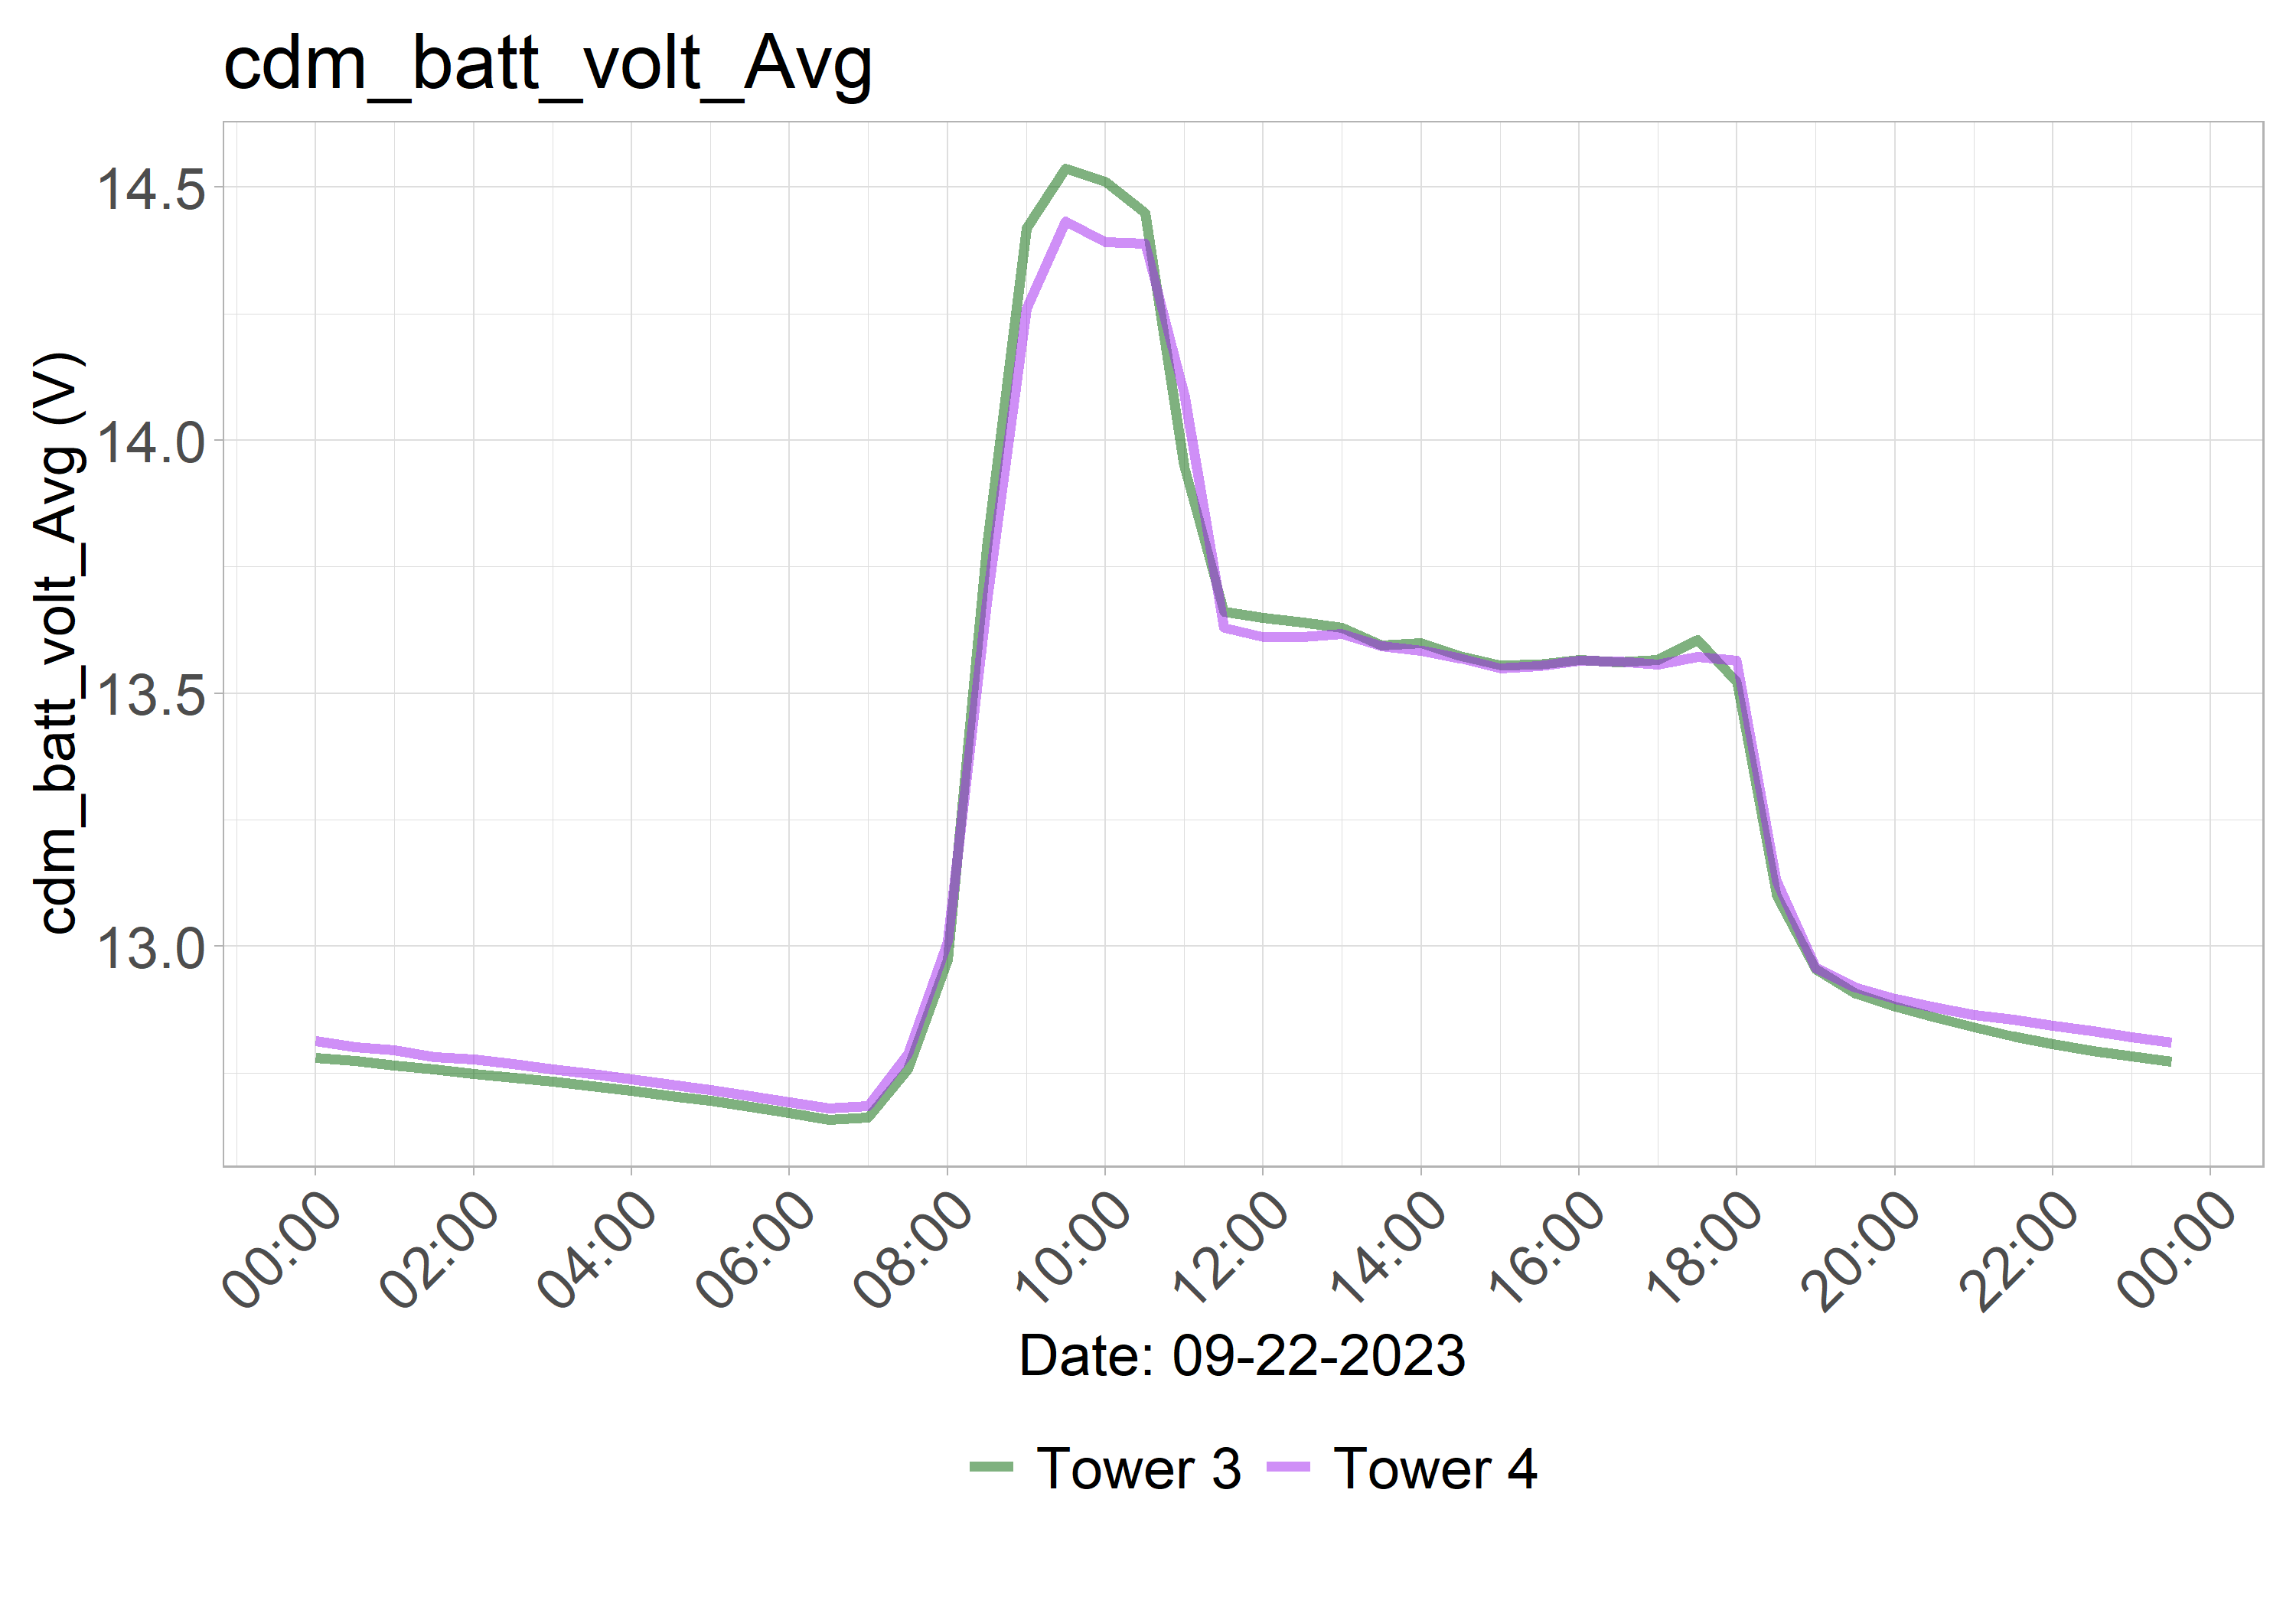 cdm_batt_volt_Avg
cdm_batt_volt_Avg (V)
14.5
14.0
13.5
13.0
00:00 02:00 04:00 06:00 08:00 10:00 12:00 14:00 16:00 18:00 20:00 22:00 00:00
Date: 09-22-2023
Tower 3 Tower 4